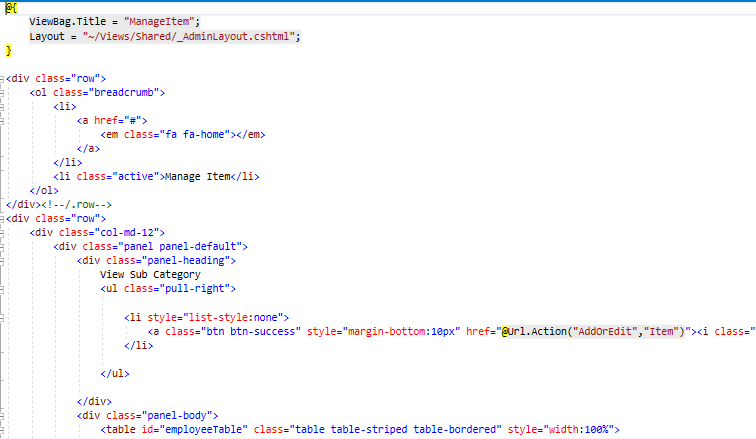 @{
    ViewBag.Title = "ManageItem";
    Layout = "~/Views/Shared/_AdminLayout.cshtml";
}
<div class="row">
    <ol class="breadcrumb">
        <li>
            <a href="#">
                <em class="fa fa-home"></em>
            </a>
        </li>
        <li class="active">Manage Item</li>
    </ol>
</div><!--/.row-->
<div class="row">
    <div class="col-md-12">
        <div class="panel panel-default">
            <div class="panel-heading">
                View Sub Category
                <ul class="pull-right">
                    <li style="list-style:none">
                        <a class="btn btn-success" style="margin-bottom:10px" href="@Url.Action("AddOrEdit","Item")"><i class="
                    </li>
                </ul>
            </div>
            <div class="panel-body">
                <table id="employeeTable" class="table table-striped table-bordered" style="width:100%">